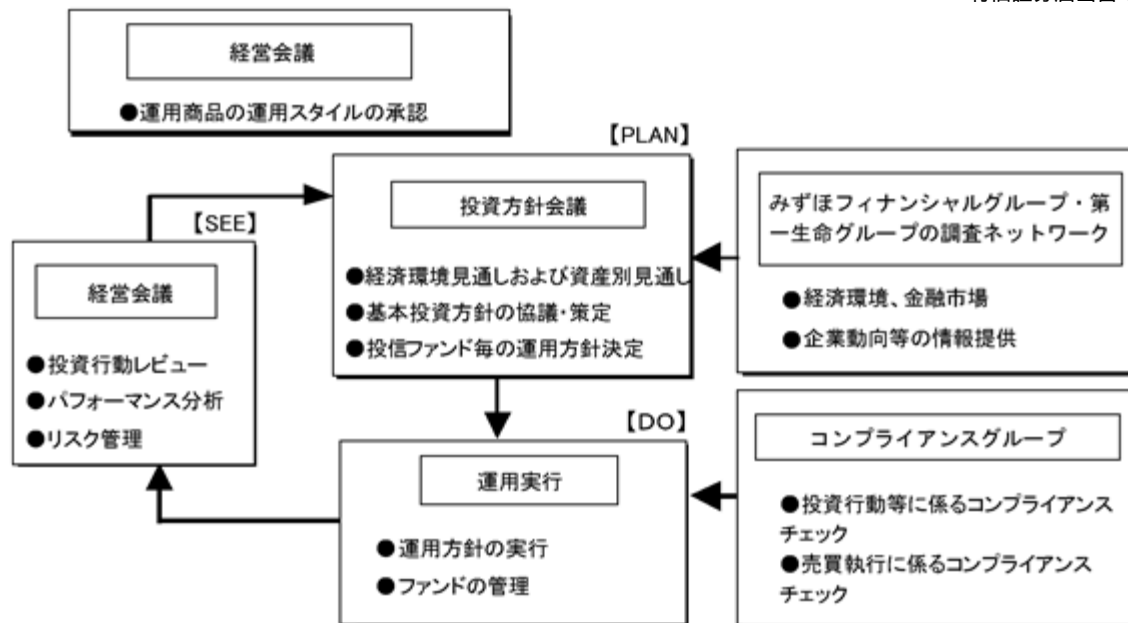 経営会議
●運用商品の運用スタイルの承認
【PLAN】
投資方針会議
●経済環境見通しおよび資産別見通し
●基本投資方針の協議・策定
●投信ファンド毎の運用方針決定
みずほフィナンシャルグループ・第
一生命グループの調査ネットワーク
●経済環境、金融市場
●企業動向等の情報提供
【SEE】
経営会議
●投資行動レビュー
●パフォーマンス分析
●リスク管理
【DO】
運用実行
●運用方針の実行
●ファンドの管理
コンプライアンスグループ
●投資行動等に係るコンプライアンス
チェック
●売買執行に係るコンプライアンス
チェック